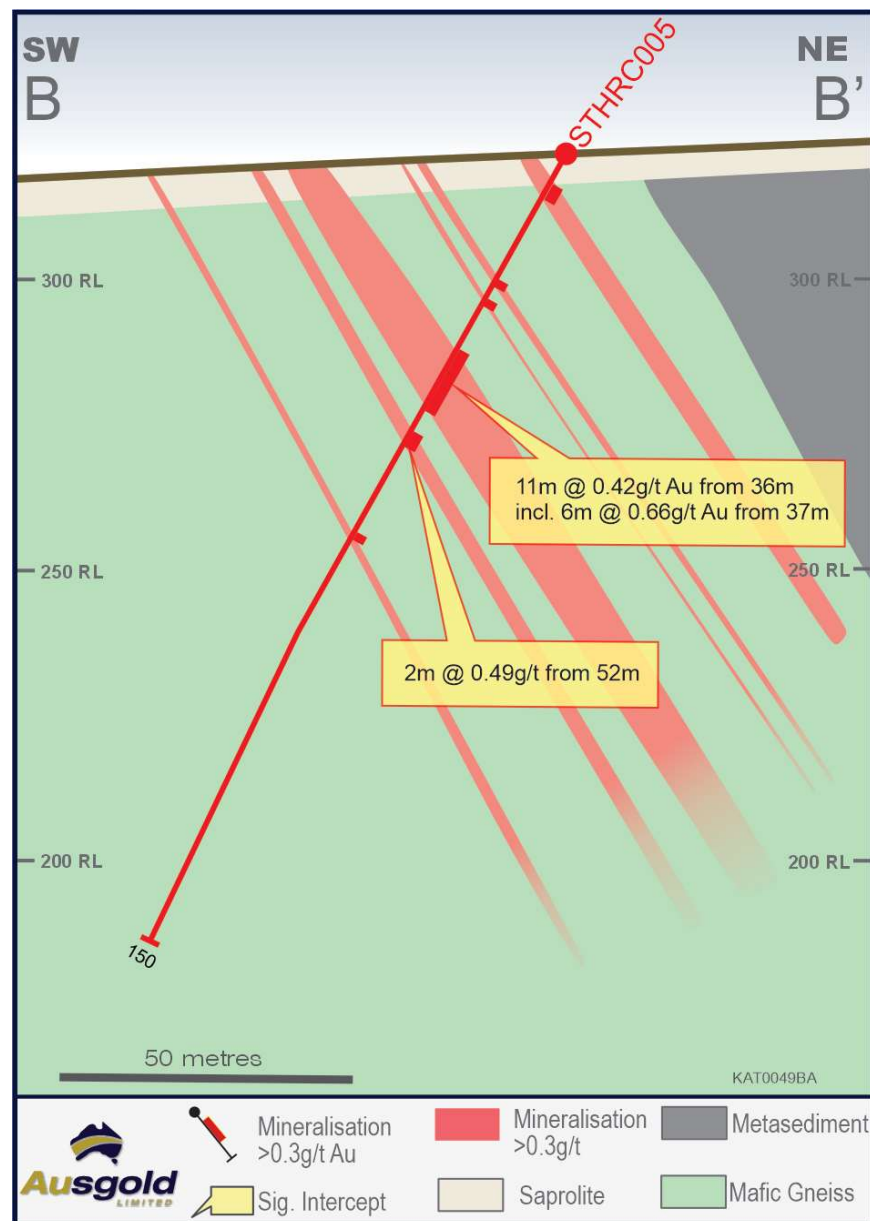 SW
B
NE
B’
STHRC005
300 RL
300 RL
11m @ 0.42g/t Au from 36m
incl. 6m @ 0.66g/t Au from 37m
250 RL
250 RL
2m @ 0.49g/t from 52m
200 RL
200 RL
150
50 metres
KAT0049BA
Ausgold
LIMITED
Mineralisation
>0.3g/t Au
Mineralisation
>0.3g/t
Metasediment
Sig. Intercept
Saprolite
Mafic Gneiss